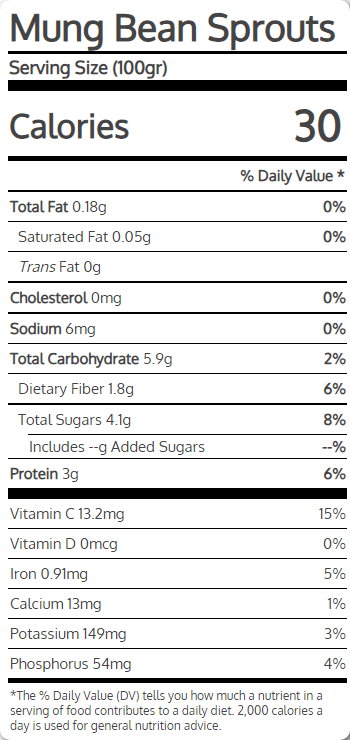 Mung Bean Sprouts
Serving Size (100gr)
Calories 30
% Daily Value *
Total Fat 0.18g 0%
Saturated Fat 0.05g 0%
Trans Fat 0g
Cholesterol 0mg 0%
Sodium 6mg 0%
Total Carbohydrate 5.9g 2%
Dietary Fiber 1.8g 6%
Total Sugars 4.1g 8%
Includes --g Added Sugars --%
Protein 3g 6%
Vitamin C 13.2mg 15%
Vitamin D 0mcg 0%
Iron 0.91mg 5%
Calcium 13mg 1%
Potassium 149mg 3%
Phosphorus 54mg 4%
*The % Daily Value (DV) tells you how much a nutrient in a
serving of food contributes to a daily diet. 2,000 calories a
day is used for general nutrition advice.